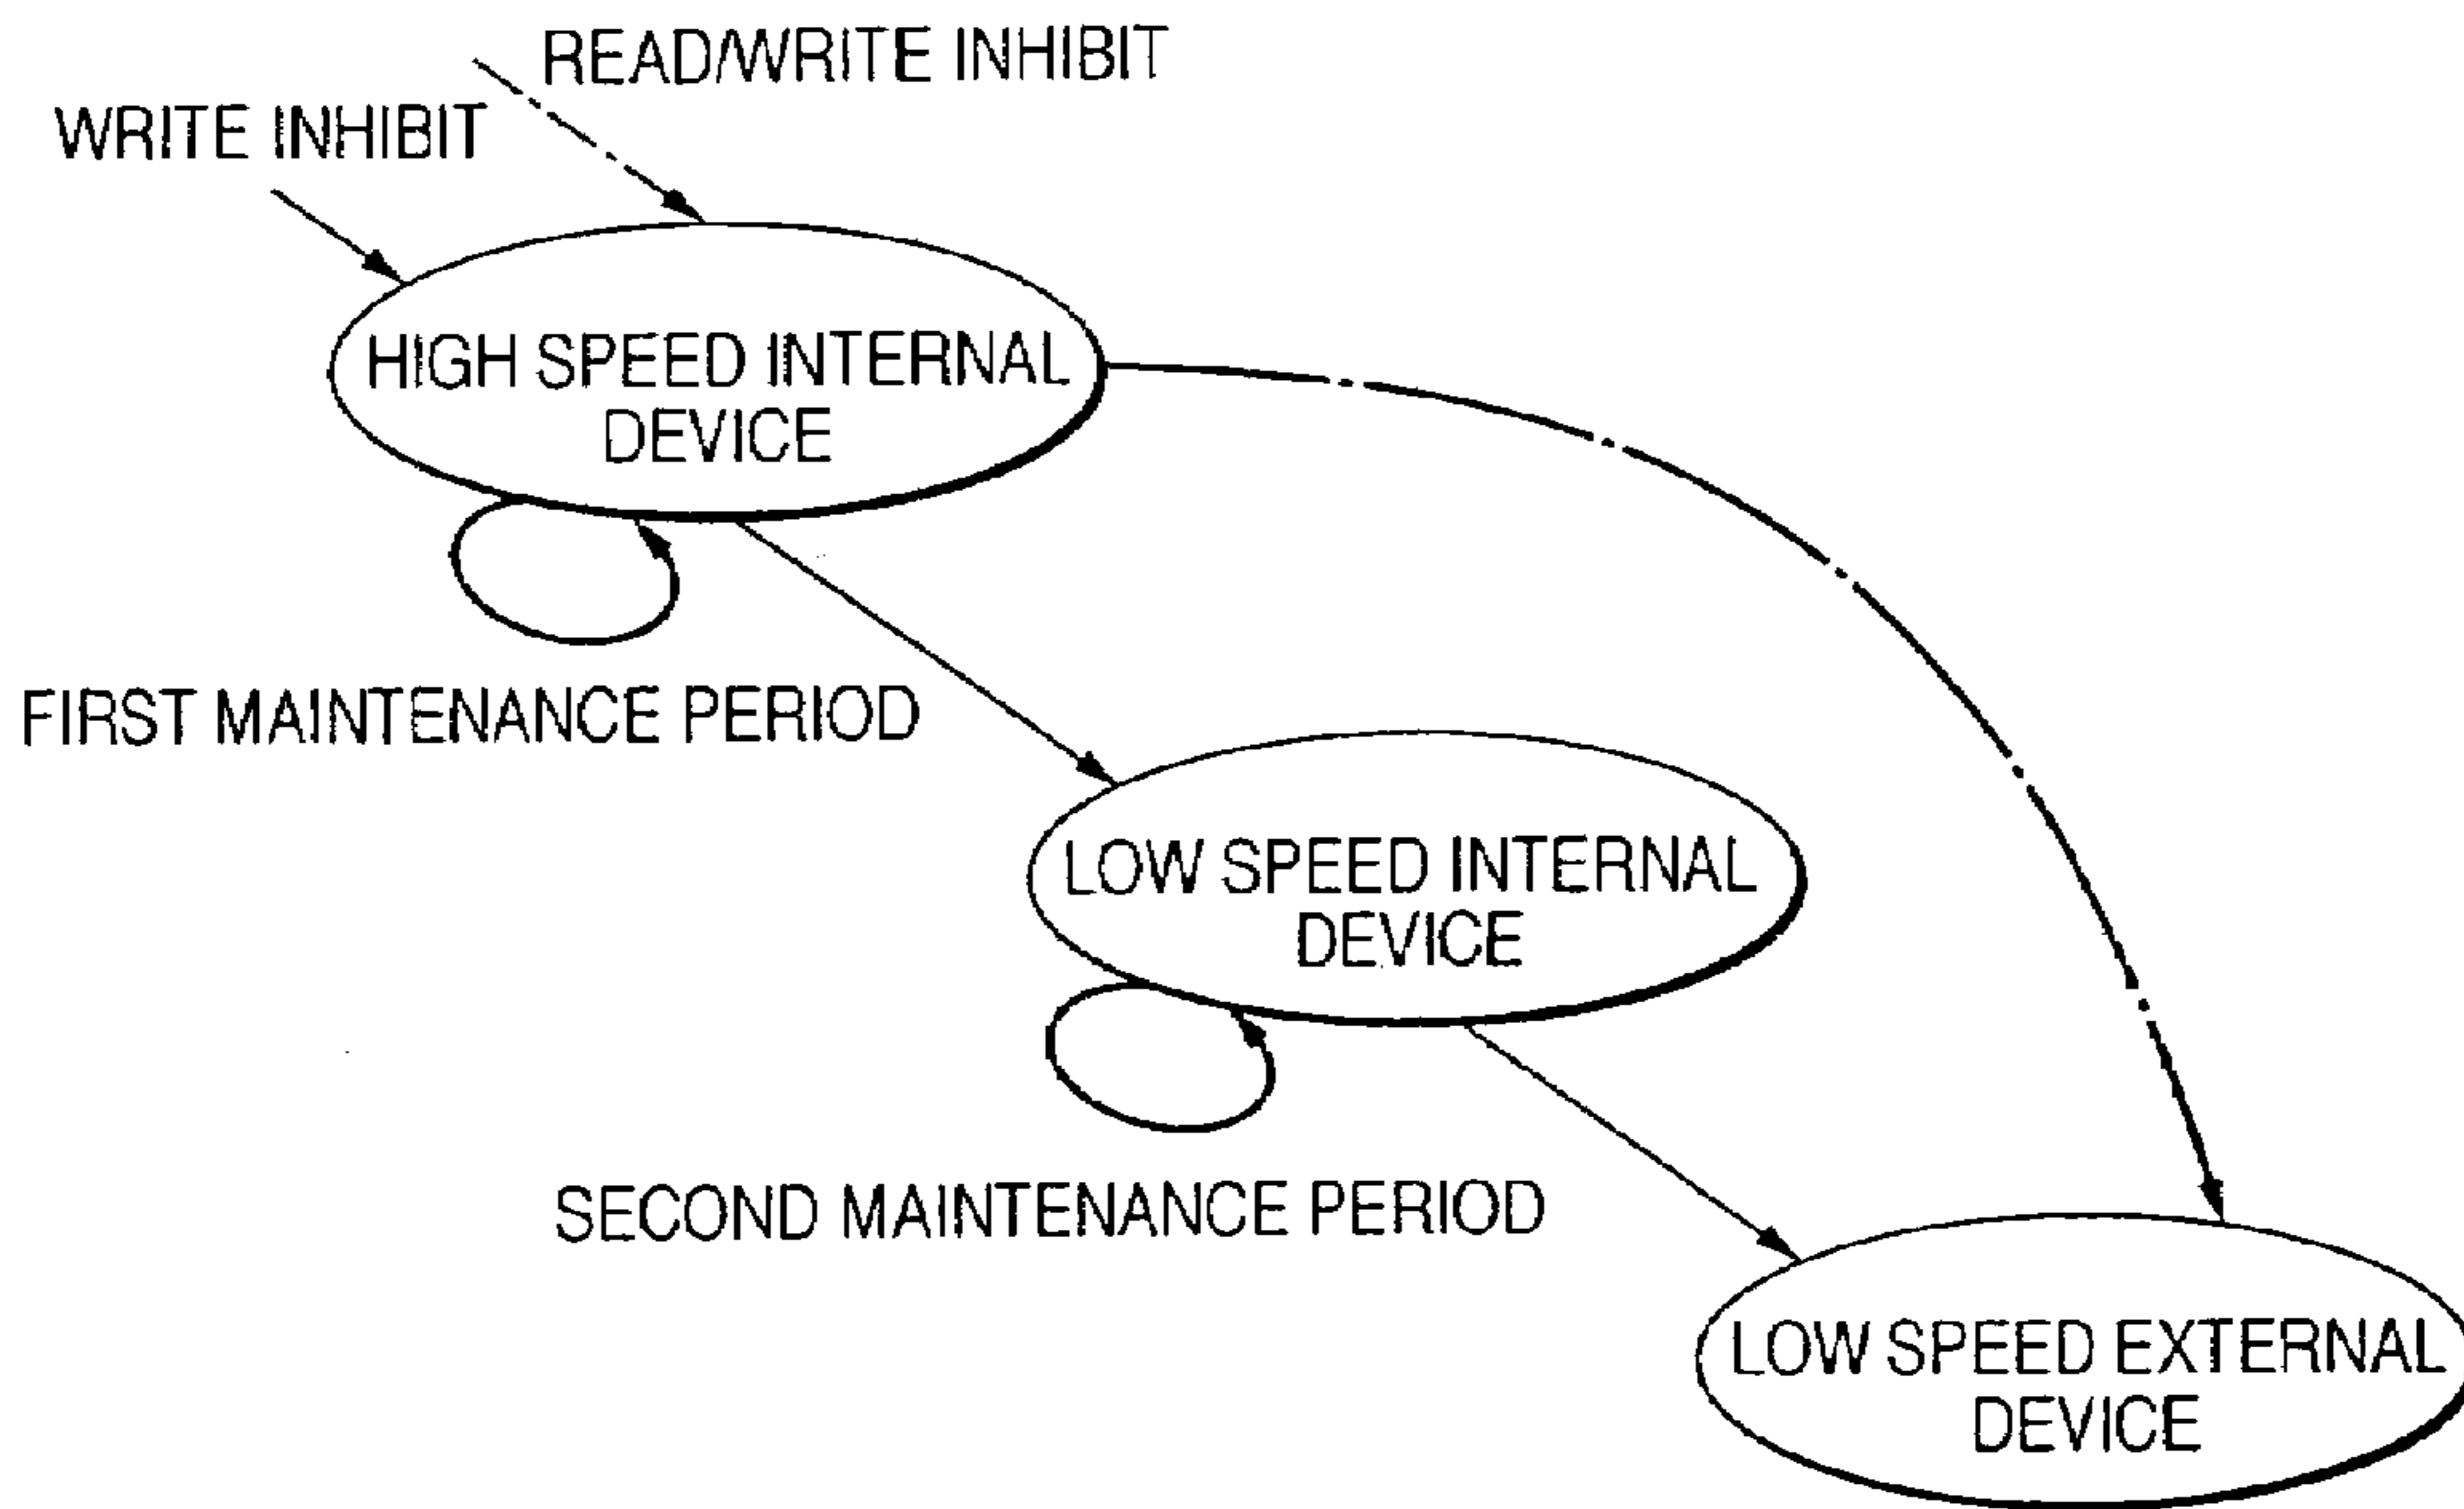 READ/WRITE INHIBIT
WRITE INHIBIT
HIGH SPEED INTERNAL
DEVICE
FIRST MAINTENANCE PERIOD
LOW SPEED INTERNAL
DEVICE
SECOND MAINTENANCE PERIOD
LOW SPEED EXTERNAL
DEVICE